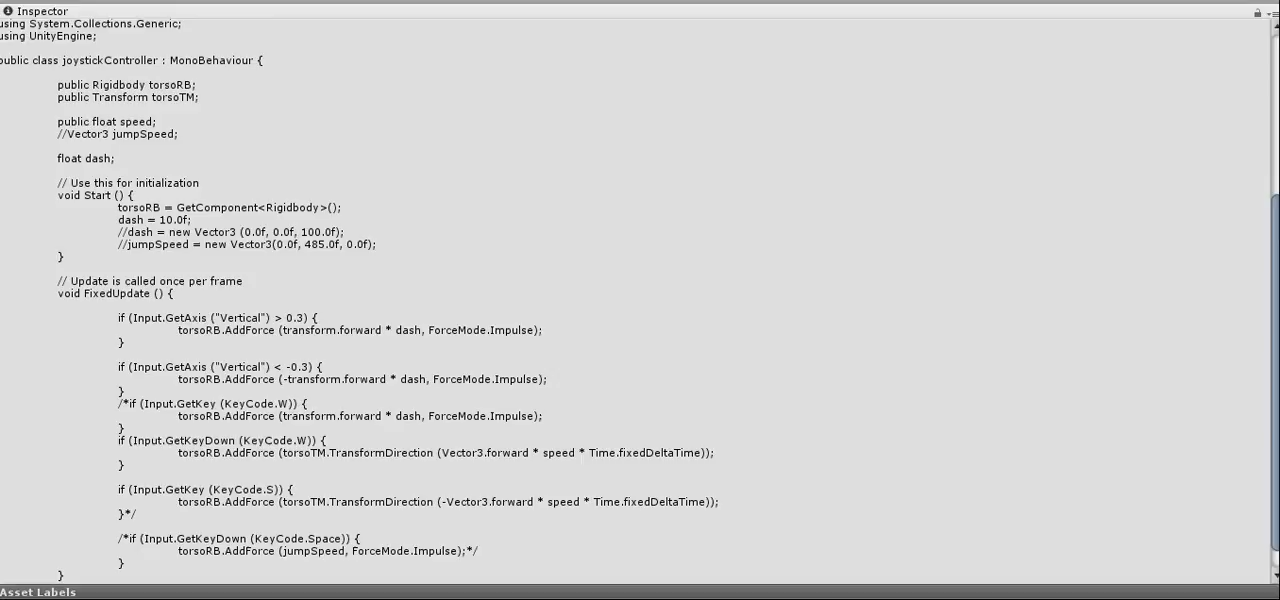 Inspector
using System.Collections.Generic;
using UnityEngine;
public class joystickController : MonoBehaviour {
public Rigidbody torsoRB;
public Transform torsoTM;
public float speed;
//Vector3 jumpSpeed;
float dash;
// Use this for initialization
void Start () {
torsoRB = GetComponent<Rigidbody>();
dash = 10.0f;
//dash = new Vector3 (0.0f, 0.0f, 100.0f);
//jumpSpeed = new Vector3(0.0f, 485.0f, 0.0f);
}
// Update is called once per frame
void FixedUpdate () {
if (Input.GetAxis ("Vertical") > 0.3) {
torsoRB.AddForce (transform.forward * dash, ForceMode.Impulse);
}
if (Input.GetAxis ("Vertical") < -0.3) {
torsoRB.AddForce (-transform.forward * dash, ForceMode.Impulse);
}
/*if (Input.GetKey (KeyCode.W)) {
torsoRB.AddForce (transform.forward * dash, ForceMode.Impulse);
}
if (Input.GetKeyDown (KeyCode.W)) {
torsoRB.AddForce (torsoTM.TransformDirection (Vector3.forward * speed * Time.fixedDeltaTime));
}
if (Input.GetKey (KeyCode.S)) {
torsoRB.AddForce (torsoTM.TransformDirection (-Vector3.forward * speed * Time.fixedDeltaTime));
}*/
/*if (Input.GetKeyDown (KeyCode.Space)) {
torsoRB.AddForce (jumpSpeed, ForceMode.Impulse);*/
}
}
Asset Labels